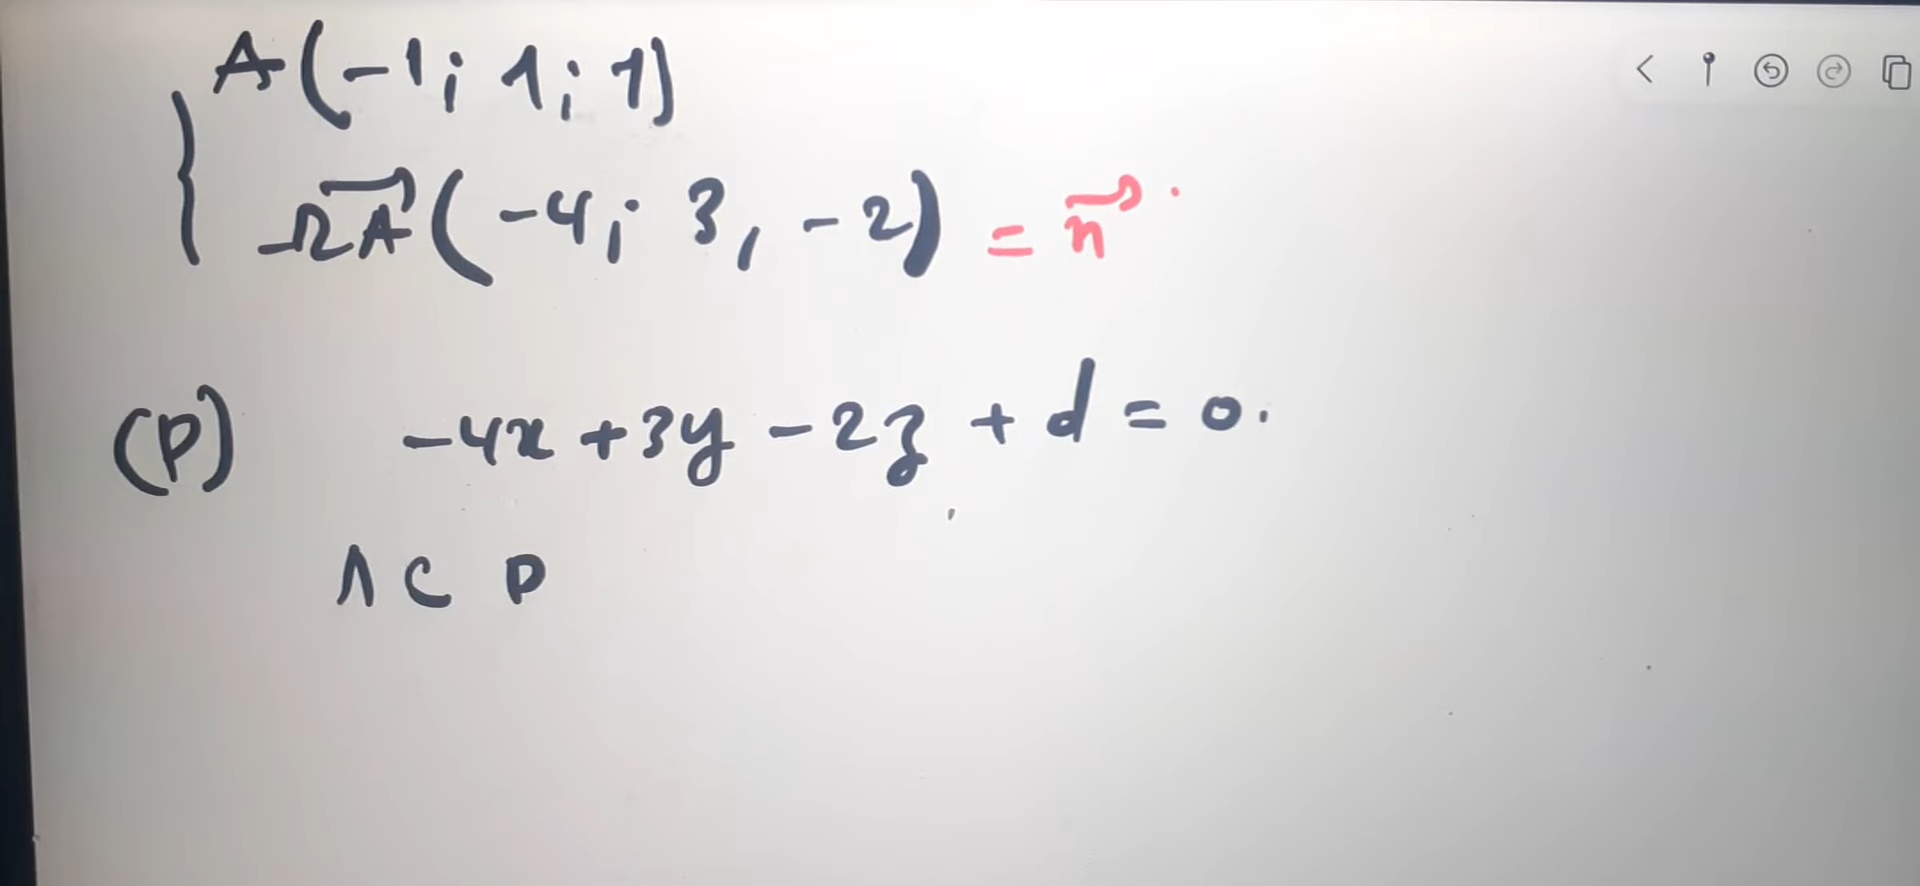 A(-1; 1; 1)
ΩA⃗(-4; 3, -2) = n⃗.
(P) -4x + 3y - 2z + d = 0.
A ⊂ P